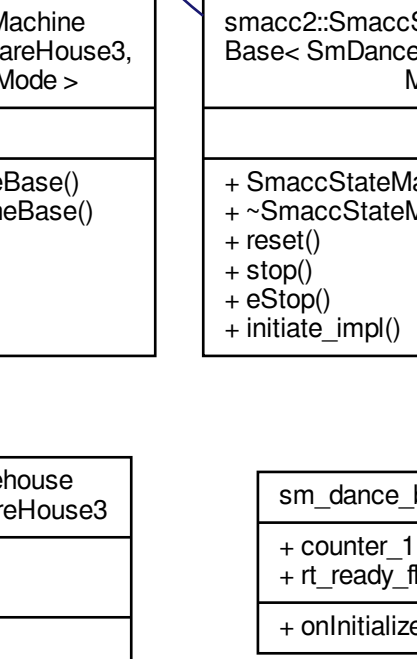 Machine
areHouse3,
Mode >
eBase()
neBase()
smacc2::SmaccS
Base< SmDance
M
+ SmaccStateMa
+ ~SmaccStateM
+ reset()
+ stop()
+ eStop()
+ initiate_impl()
ehouse
reHouse3
sm_dance_b
+ counter_1
+ rt_ready_fl
+ onInitialize